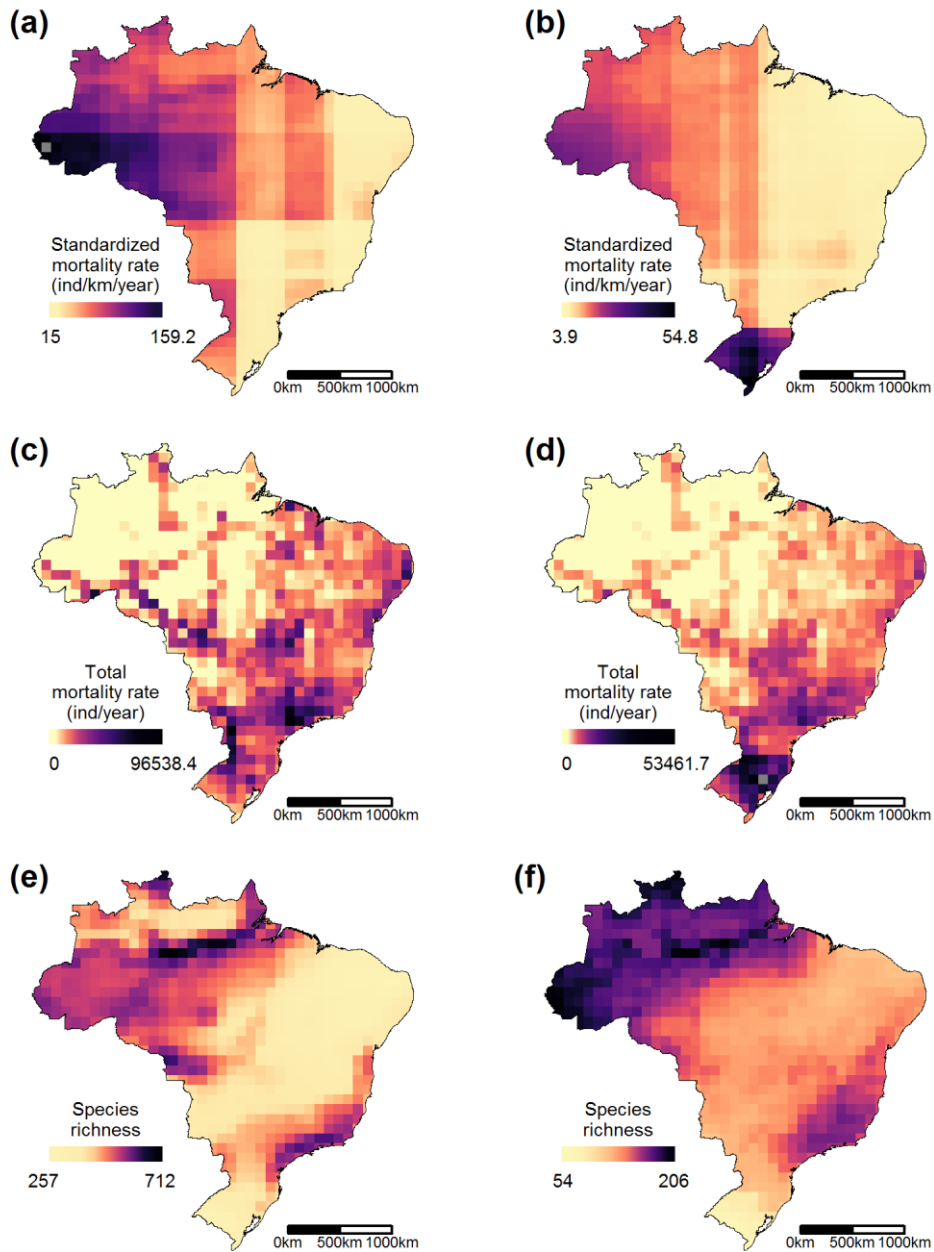 (a)
Standardized
mortality rate
(ind/km/year)
15 159.2
0km 500km 1000km
(b)
Standardized
mortality rate
(ind/km/year)
3.9 54.8
0km 500km 1000km
(c)
Total
mortality rate
(ind/year)
0 96538.4
0km 500km 1000km
(d)
Total
mortality rate
(ind/year)
0 53461.7
0km 500km 1000km
(e)
Species
richness
257 712
0km 500km 1000km
(f)
Species
richness
54 206
0km 500km 1000km